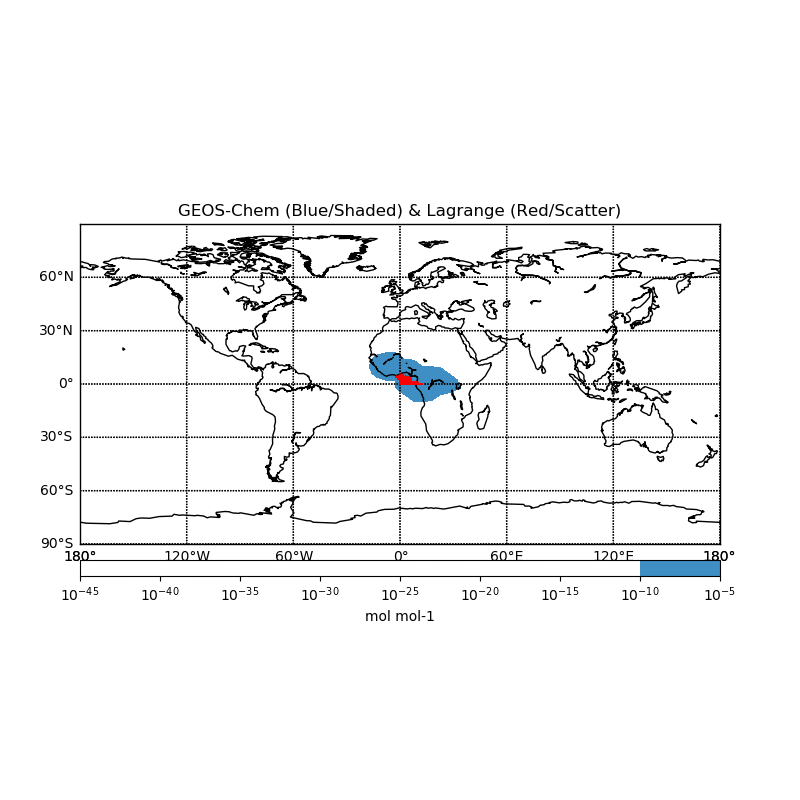 GEOS-Chem (Blue/Shaded) & Lagrange (Red/Scatter)
60°N
30°N
0°
30°S
60°S
90°S
180° 120°W 60°W 0° 60°E 120°E 180°
10⁻⁴⁵ 10⁻⁴⁰ 10⁻³⁵ 10⁻³⁰ 10⁻²⁵ 10⁻²⁰ 10⁻¹⁵ 10⁻¹⁰ 10⁻⁵
mol mol-1